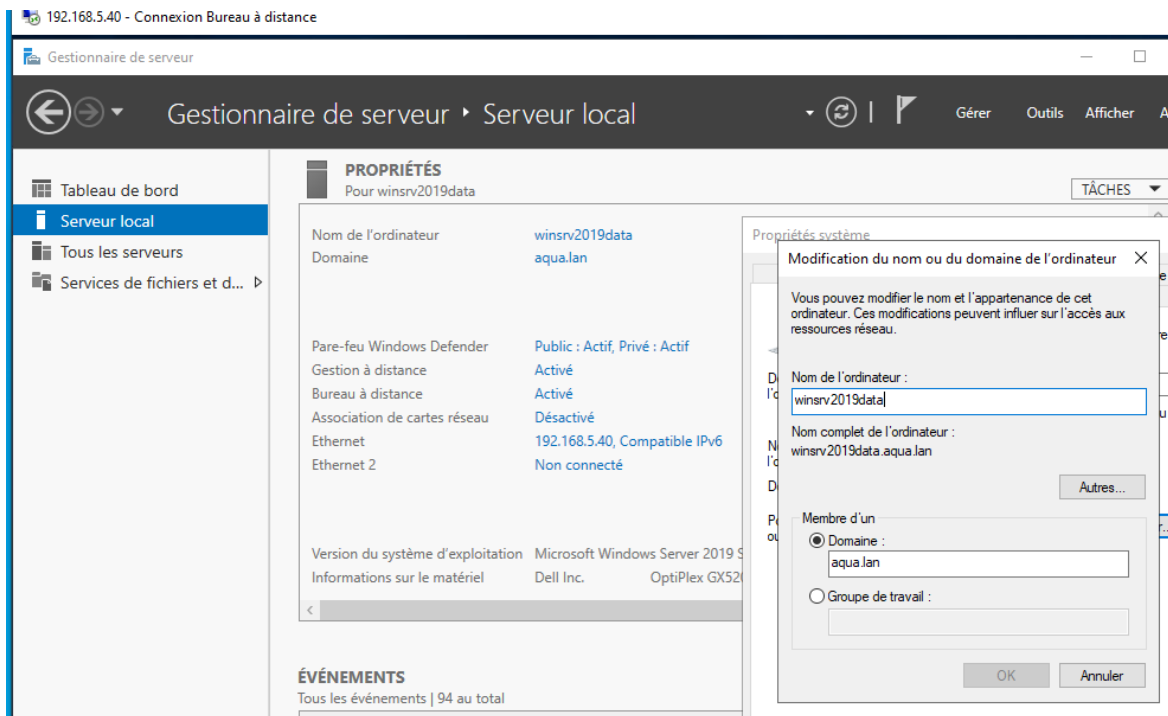 192.168.5.40 - Connexion Bureau à distance
Gestionnaire de serveur
Gestionnaire de serveur ‣ Serveur local
Gérer
Outils
Afficher
Tableau de bord
Serveur local
Tous les serveurs
Services de fichiers et d...
PROPRIÉTÉS
Pour winsrv2019data
TÂCHES
Nom de l'ordinateur winsrv2019data
Domaine aqua.lan
Pare-feu Windows Defender Public : Actif, Privé : Actif
Gestion à distance Activé
Bureau à distance Activé
Association de cartes réseau Désactivé
Ethernet 192.168.5.40, Compatible IPv6
Ethernet 2 Non connecté
Version du système d'exploitation Microsoft Windows Server 2019 S
Informations sur le matériel Dell Inc. OptiPlex GX520
ÉVÉNEMENTS
Tous les événements | 94 au total
Propriétés système
Modification du nom ou du domaine de l'ordinateur
Vous pouvez modifier le nom et l'appartenance de cet
ordinateur. Ces modifications peuvent influer sur l'accès aux
ressources réseau.
Nom de l'ordinateur :
winsrv2019data
Nom complet de l'ordinateur :
winsrv2019data.aqua.lan
Autres...
Membre d'un
Domaine :
aqua.lan
Groupe de travail :
OK
Annuler